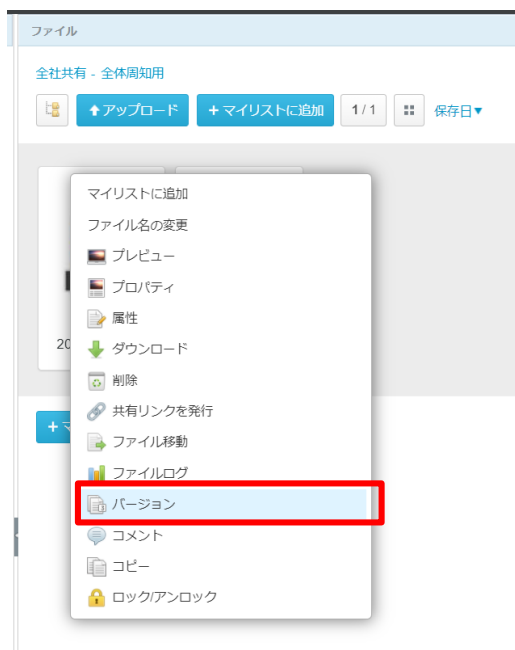 ファイル
全社共有 - 全体周知用
アップロード +マイリストに追加 1 / 1 保存日▼
マイリストに追加
ファイル名の変更
プレビュー
プロパティ
属性
20
ダウンロード
削除
共有リンクを発行
ファイル移動
+マ
ファイルログ
バージョン
コメント
コピー
ロック/アンロック